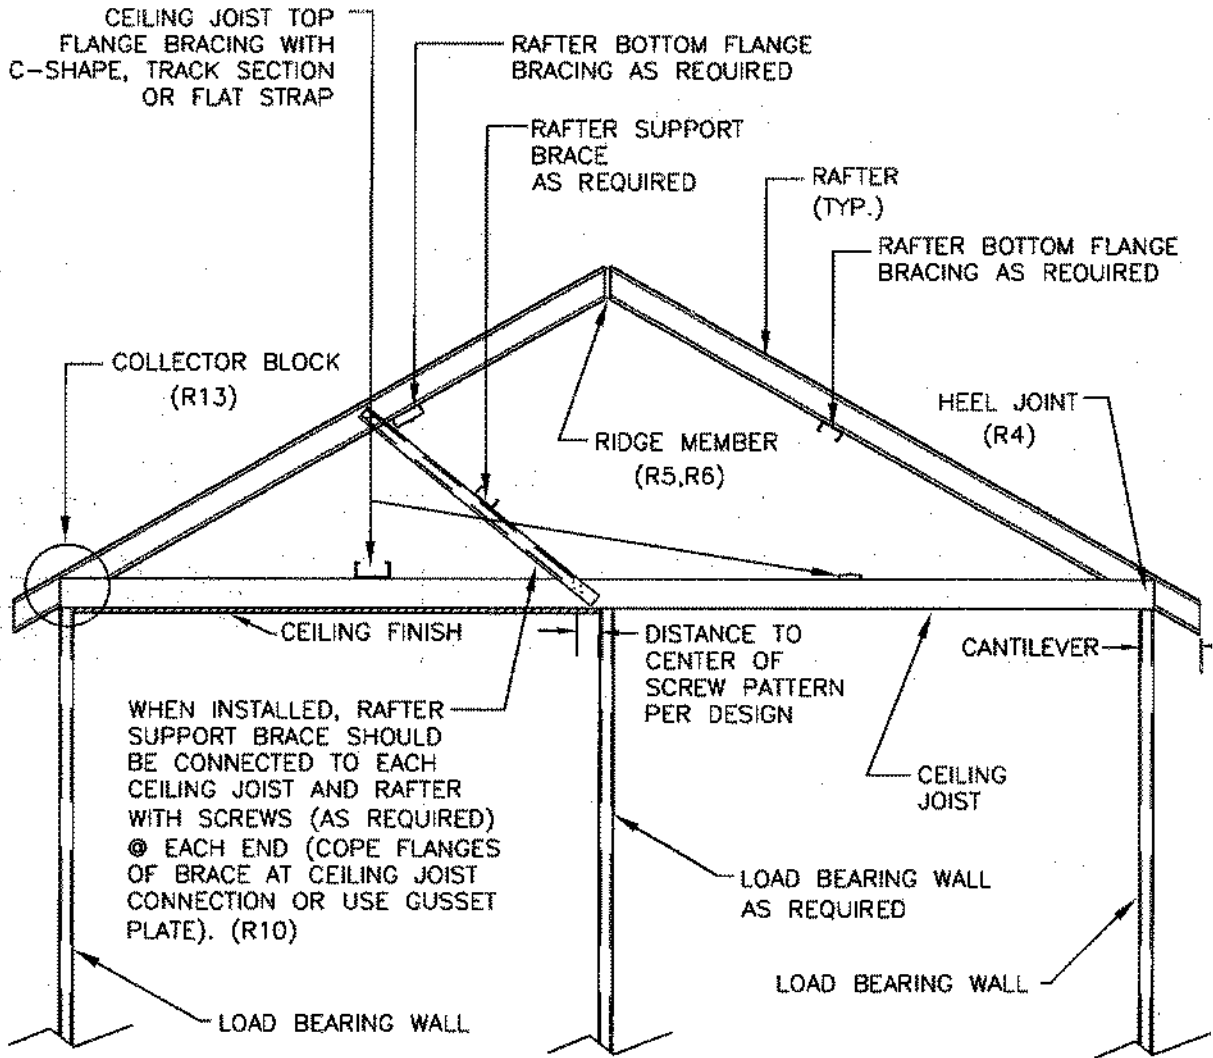 CEILING JOIST TOP
FLANGE BRACING WITH
C-SHAPE, TRACK SECTION
OR FLAT STRAP
RAFTER BOTTOM FLANGE
BRACING AS REQUIRED
RAFTER SUPPORT
BRACE
AS REQUIRED
RAFTER
(TYP.)
RAFTER BOTTOM FLANGE
BRACING AS REQUIRED
COLLECTOR BLOCK
(R13)
HEEL JOINT
(R4)
RIDGE MEMBER
(R5,R6)
CEILING FINISH
DISTANCE TO
CENTER OF
SCREW PATTERN
PER DESIGN
CANTILEVER
WHEN INSTALLED, RAFTER
SUPPORT BRACE SHOULD
BE CONNECTED TO EACH
CEILING JOIST AND RAFTER
WITH SCREWS (AS REQUIRED)
@ EACH END (COPE FLANGES
OF BRACE AT CEILING JOIST
CONNECTION OR USE GUSSET
PLATE). (R10)
CEILING
JOIST
LOAD BEARING WALL
AS REQUIRED
LOAD BEARING WALL
LOAD BEARING WALL